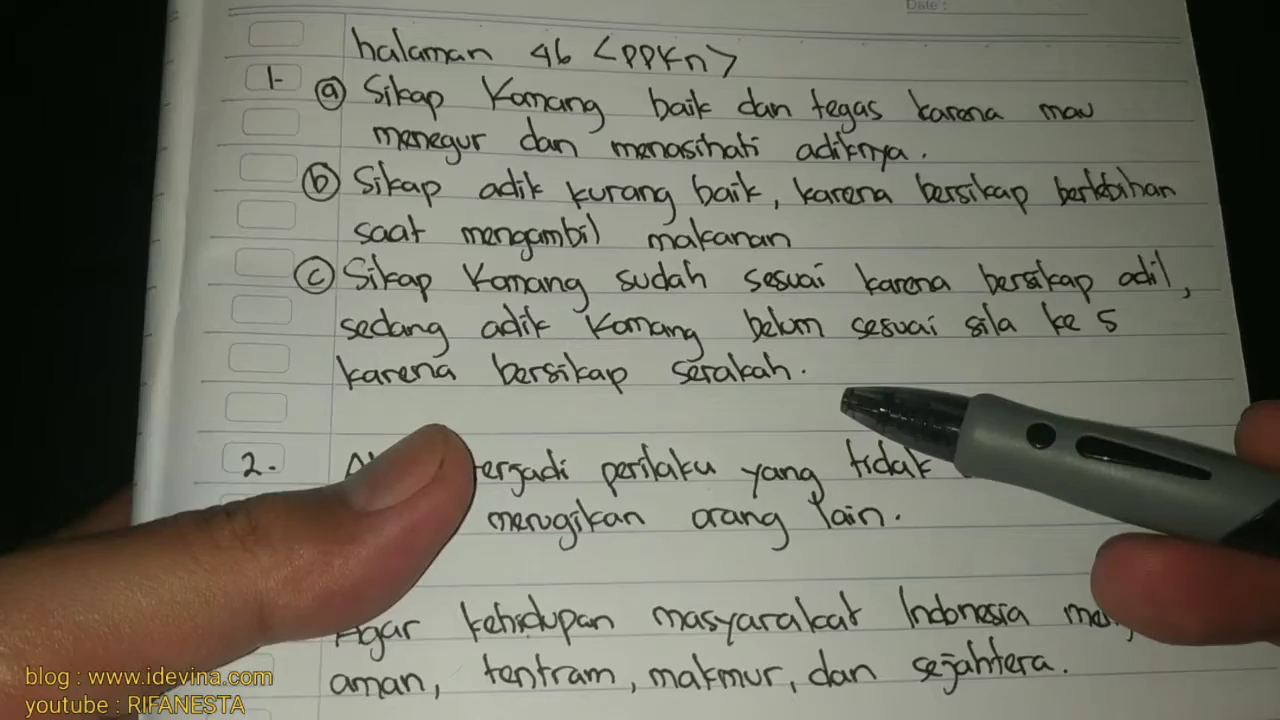 Date :
halaman 46 <PPKn>
1- a Sikap Komang baik dan tegas karena mau
menegur dan menasihati adiknya.
b Sikap adik kurang baik, karena bersikap berlebihan
saat mengambil makanan
c Sikap Komang sudah sesuai karena bersikap adil,
sedang adik Komang belum sesuai sila ke 5
karena bersikap serakah.
2. terjadi perilaku yang tidak
merugikan orang lain.
Agar kehidupan masyarakat Indonesia
aman, tentram, makmur, dan sejahtera.
blog : www.idevina.com
youtube : RIFANESTA